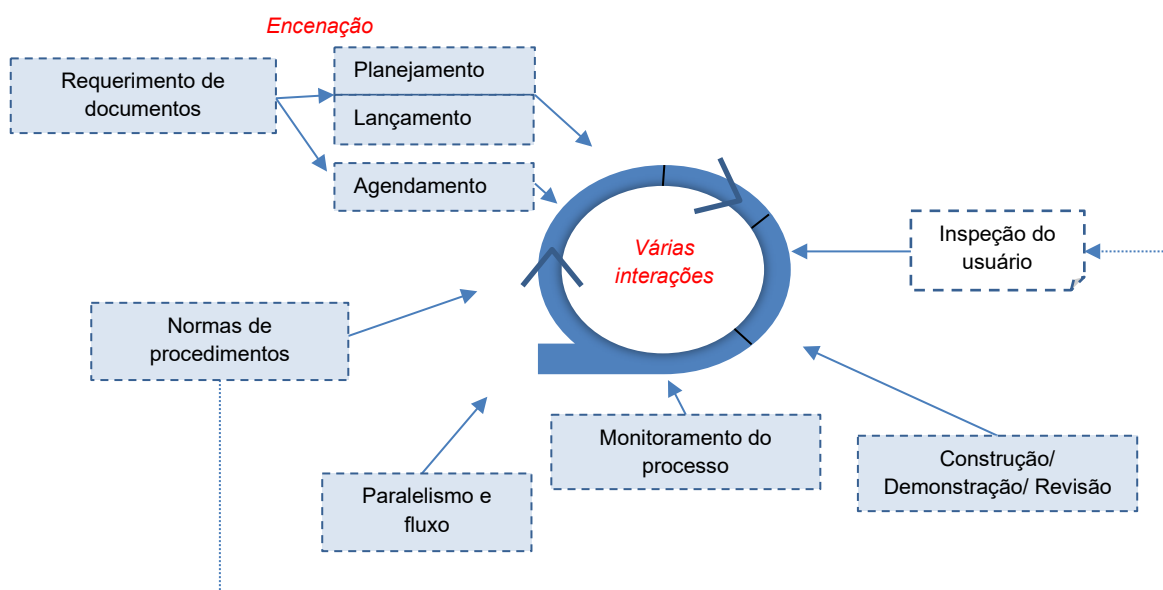 Encenação
Requerimento de
documentos
Planejamento
Lançamento
Agendamento
Várias
interações
Inspeção do
usuário
Normas de
procedimentos
Monitoramento do
processo
Construção/
Demonstração/ Revisão
Paralelismo e
fluxo